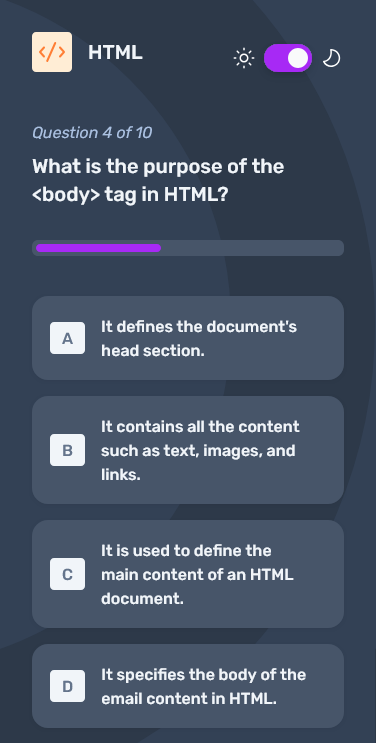 </>
HTML
Question 4 of 10
What is the purpose of the
<body> tag in HTML?
A
It defines the document's
head section.
B
It contains all the content
such as text, images, and
links.
C
It is used to define the
main content of an HTML
document.
D
It specifies the body of the
email content in HTML.